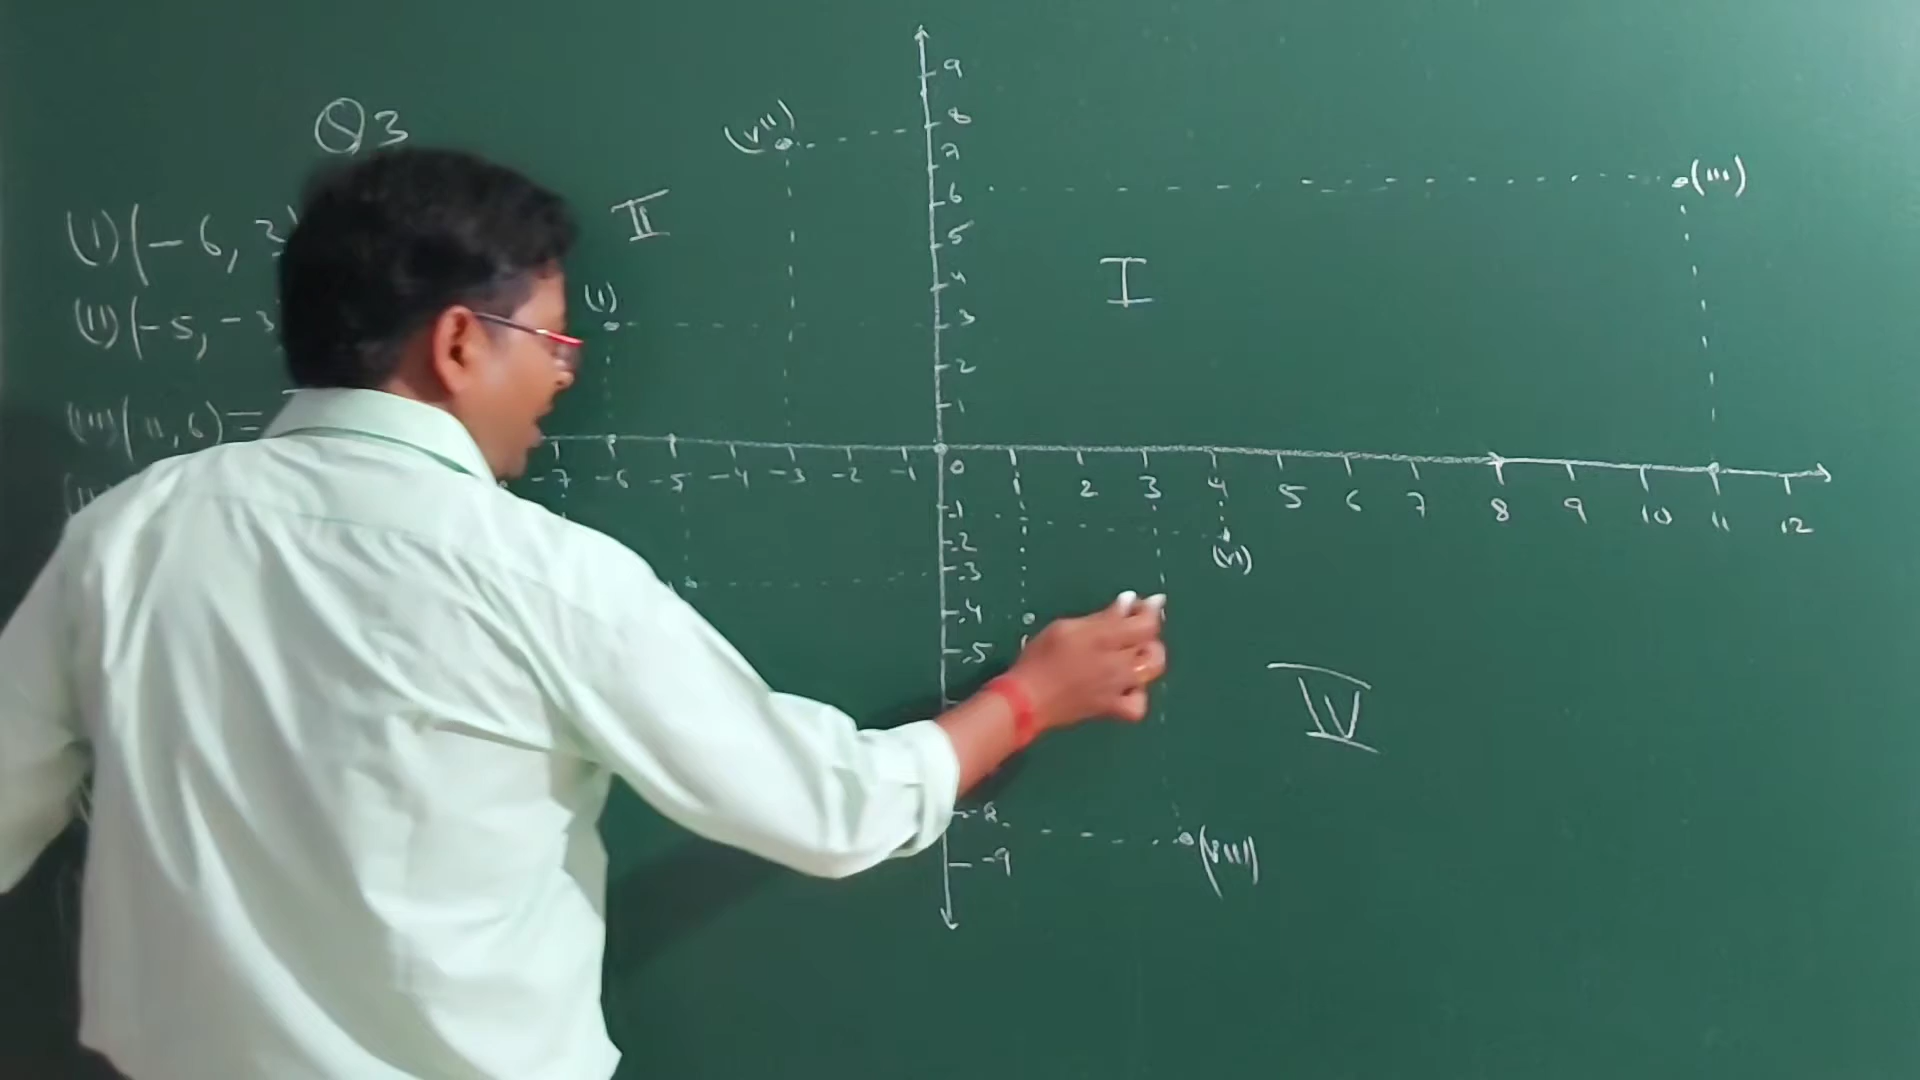 Q3
(I) (-6, 3
(II) (-5, -3
(III) (11, 6) =
(VII)
II
(I)
9
8
7
6
5
4
3
2
1
I
(III)
-7 -6 -5 -4 -3 -2 -1 0 1 2 3 4 5 6 7 8 9 10 11 12
-1
-2
-3
-4
-5
(VI)
IV
-8
-9
(VIII)